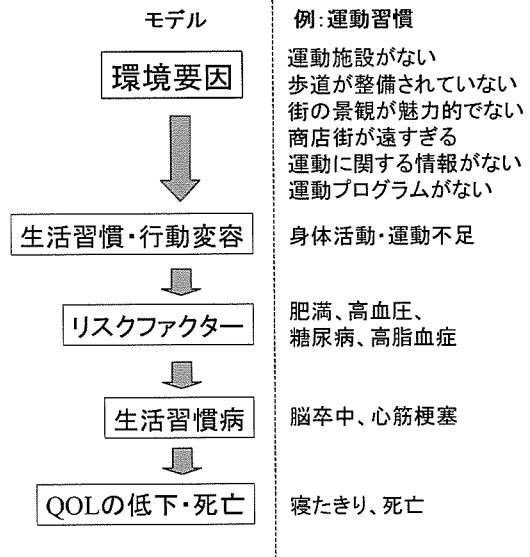 モデル
例：運動習慣
環境要因
運動施設がない
歩道が整備されていない
街の景観が魅力的でない
商店街が遠すぎる
運動に関する情報がない
運動プログラムがない
生活習慣・行動変容
身体活動・運動不足
リスクファクター
肥満、高血圧、
糖尿病、高脂血症
生活習慣病
脳卒中、心筋梗塞
QOLの低下・死亡
寝たきり、死亡